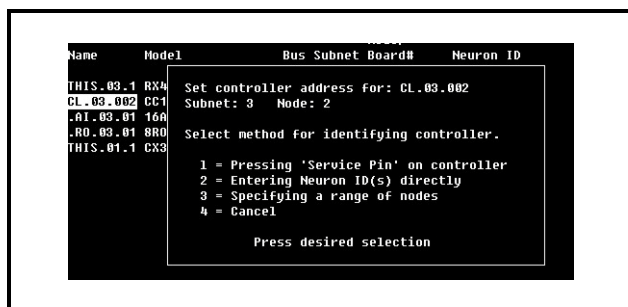 Name Model Bus Subnet Board# Neuron ID
THIS.03.1 RX4
CL.03.002 CC1
.AI.03.01 16A
.RO.03.01 8RO
THIS.01.1 CX3
Set controller address for: CL.03.002
Subnet: 3 Node: 2
Select method for identifying controller.
1 = Pressing 'Service Pin' on controller
2 = Entering Neuron ID(s) directly
3 = Specifying a range of nodes
4 = Cancel
Press desired selection